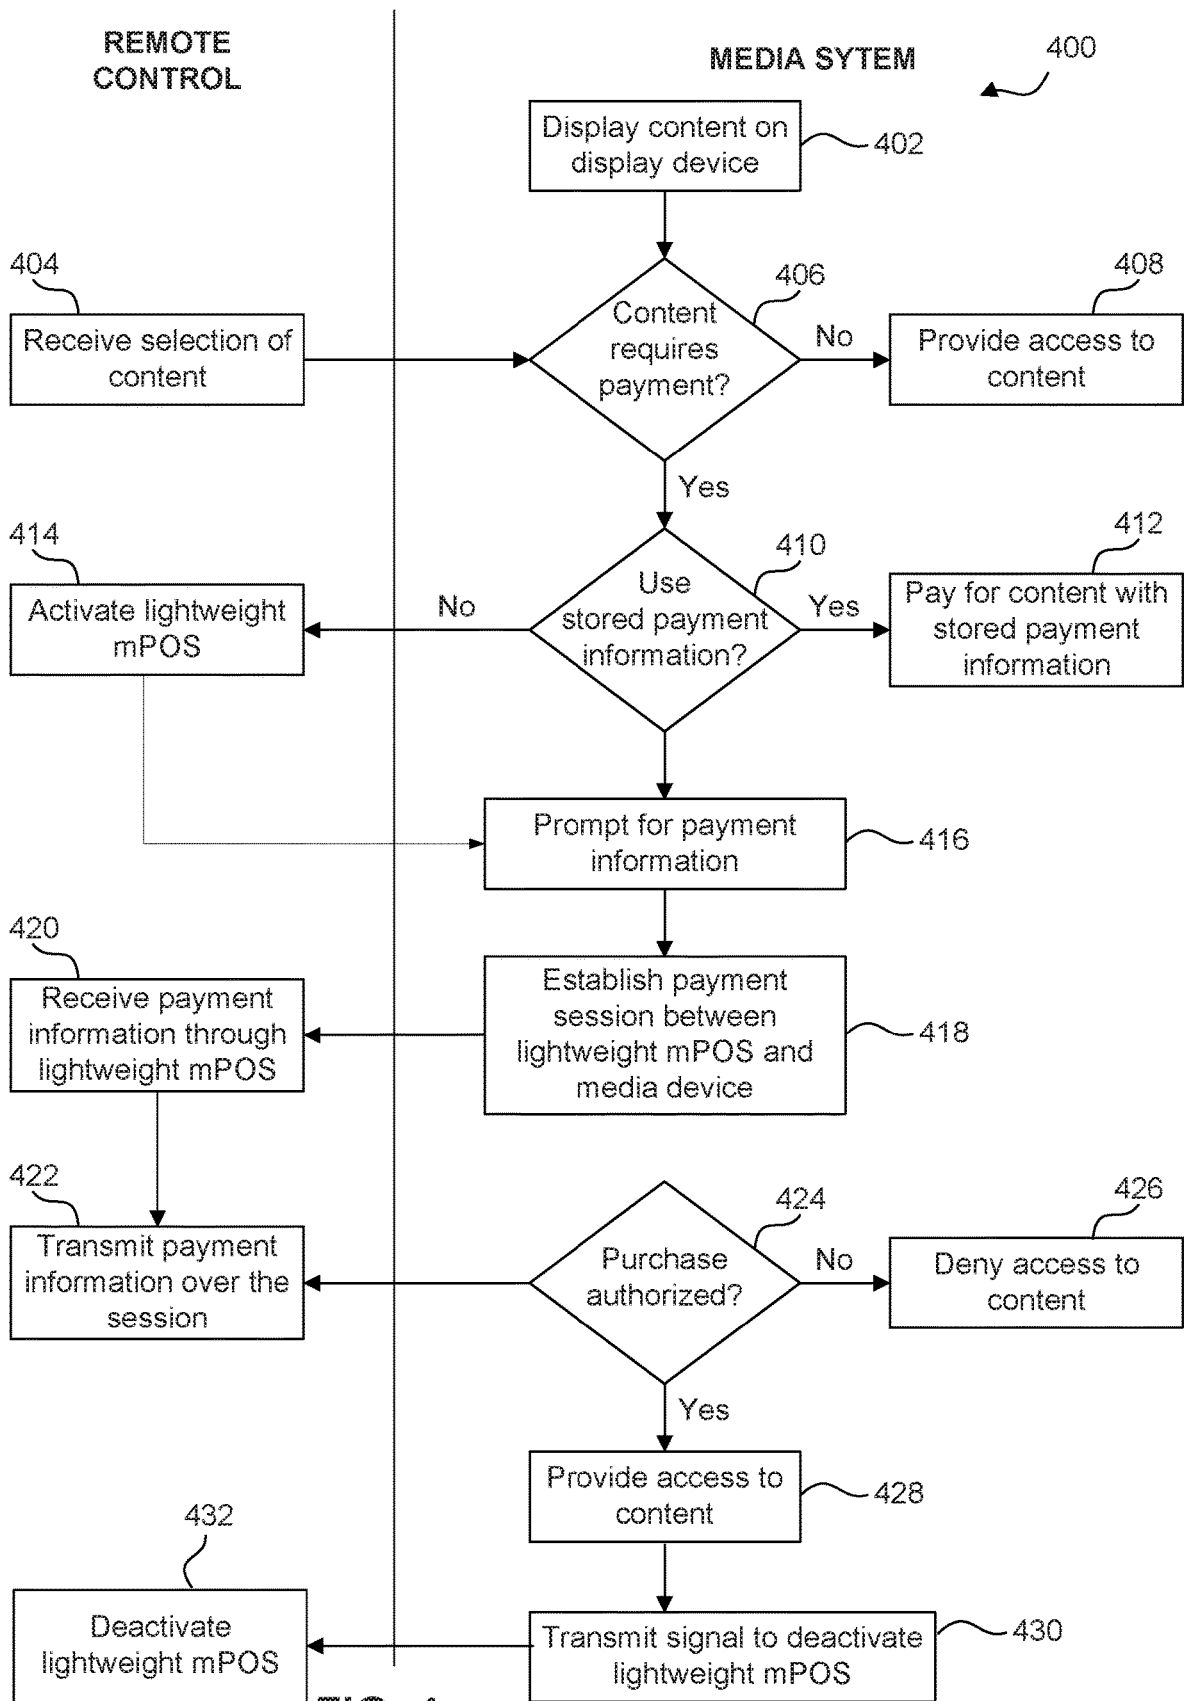 REMOTE
CONTROL
MEDIA SYTEM
400
Display content on
display device
402
404
Receive selection of
content
Content
requires
payment?
406
No
408
Provide access to
content
Yes
414
Activate lightweight
mPOS
No
Use
stored payment
information?
410
Yes
412
Pay for content with
stored payment
information
Prompt for payment
information
416
420
Receive payment
information through
lightweight mPOS
Establish payment
session between
lightweight mPOS and
media device
418
422
Transmit payment
information over the
session
Purchase
authorized?
424
No
426
Deny access to
content
Yes
Provide access to
content
428
432
Deactivate
lightweight mPOS
Transmit signal to deactivate
lightweight mPOS
430